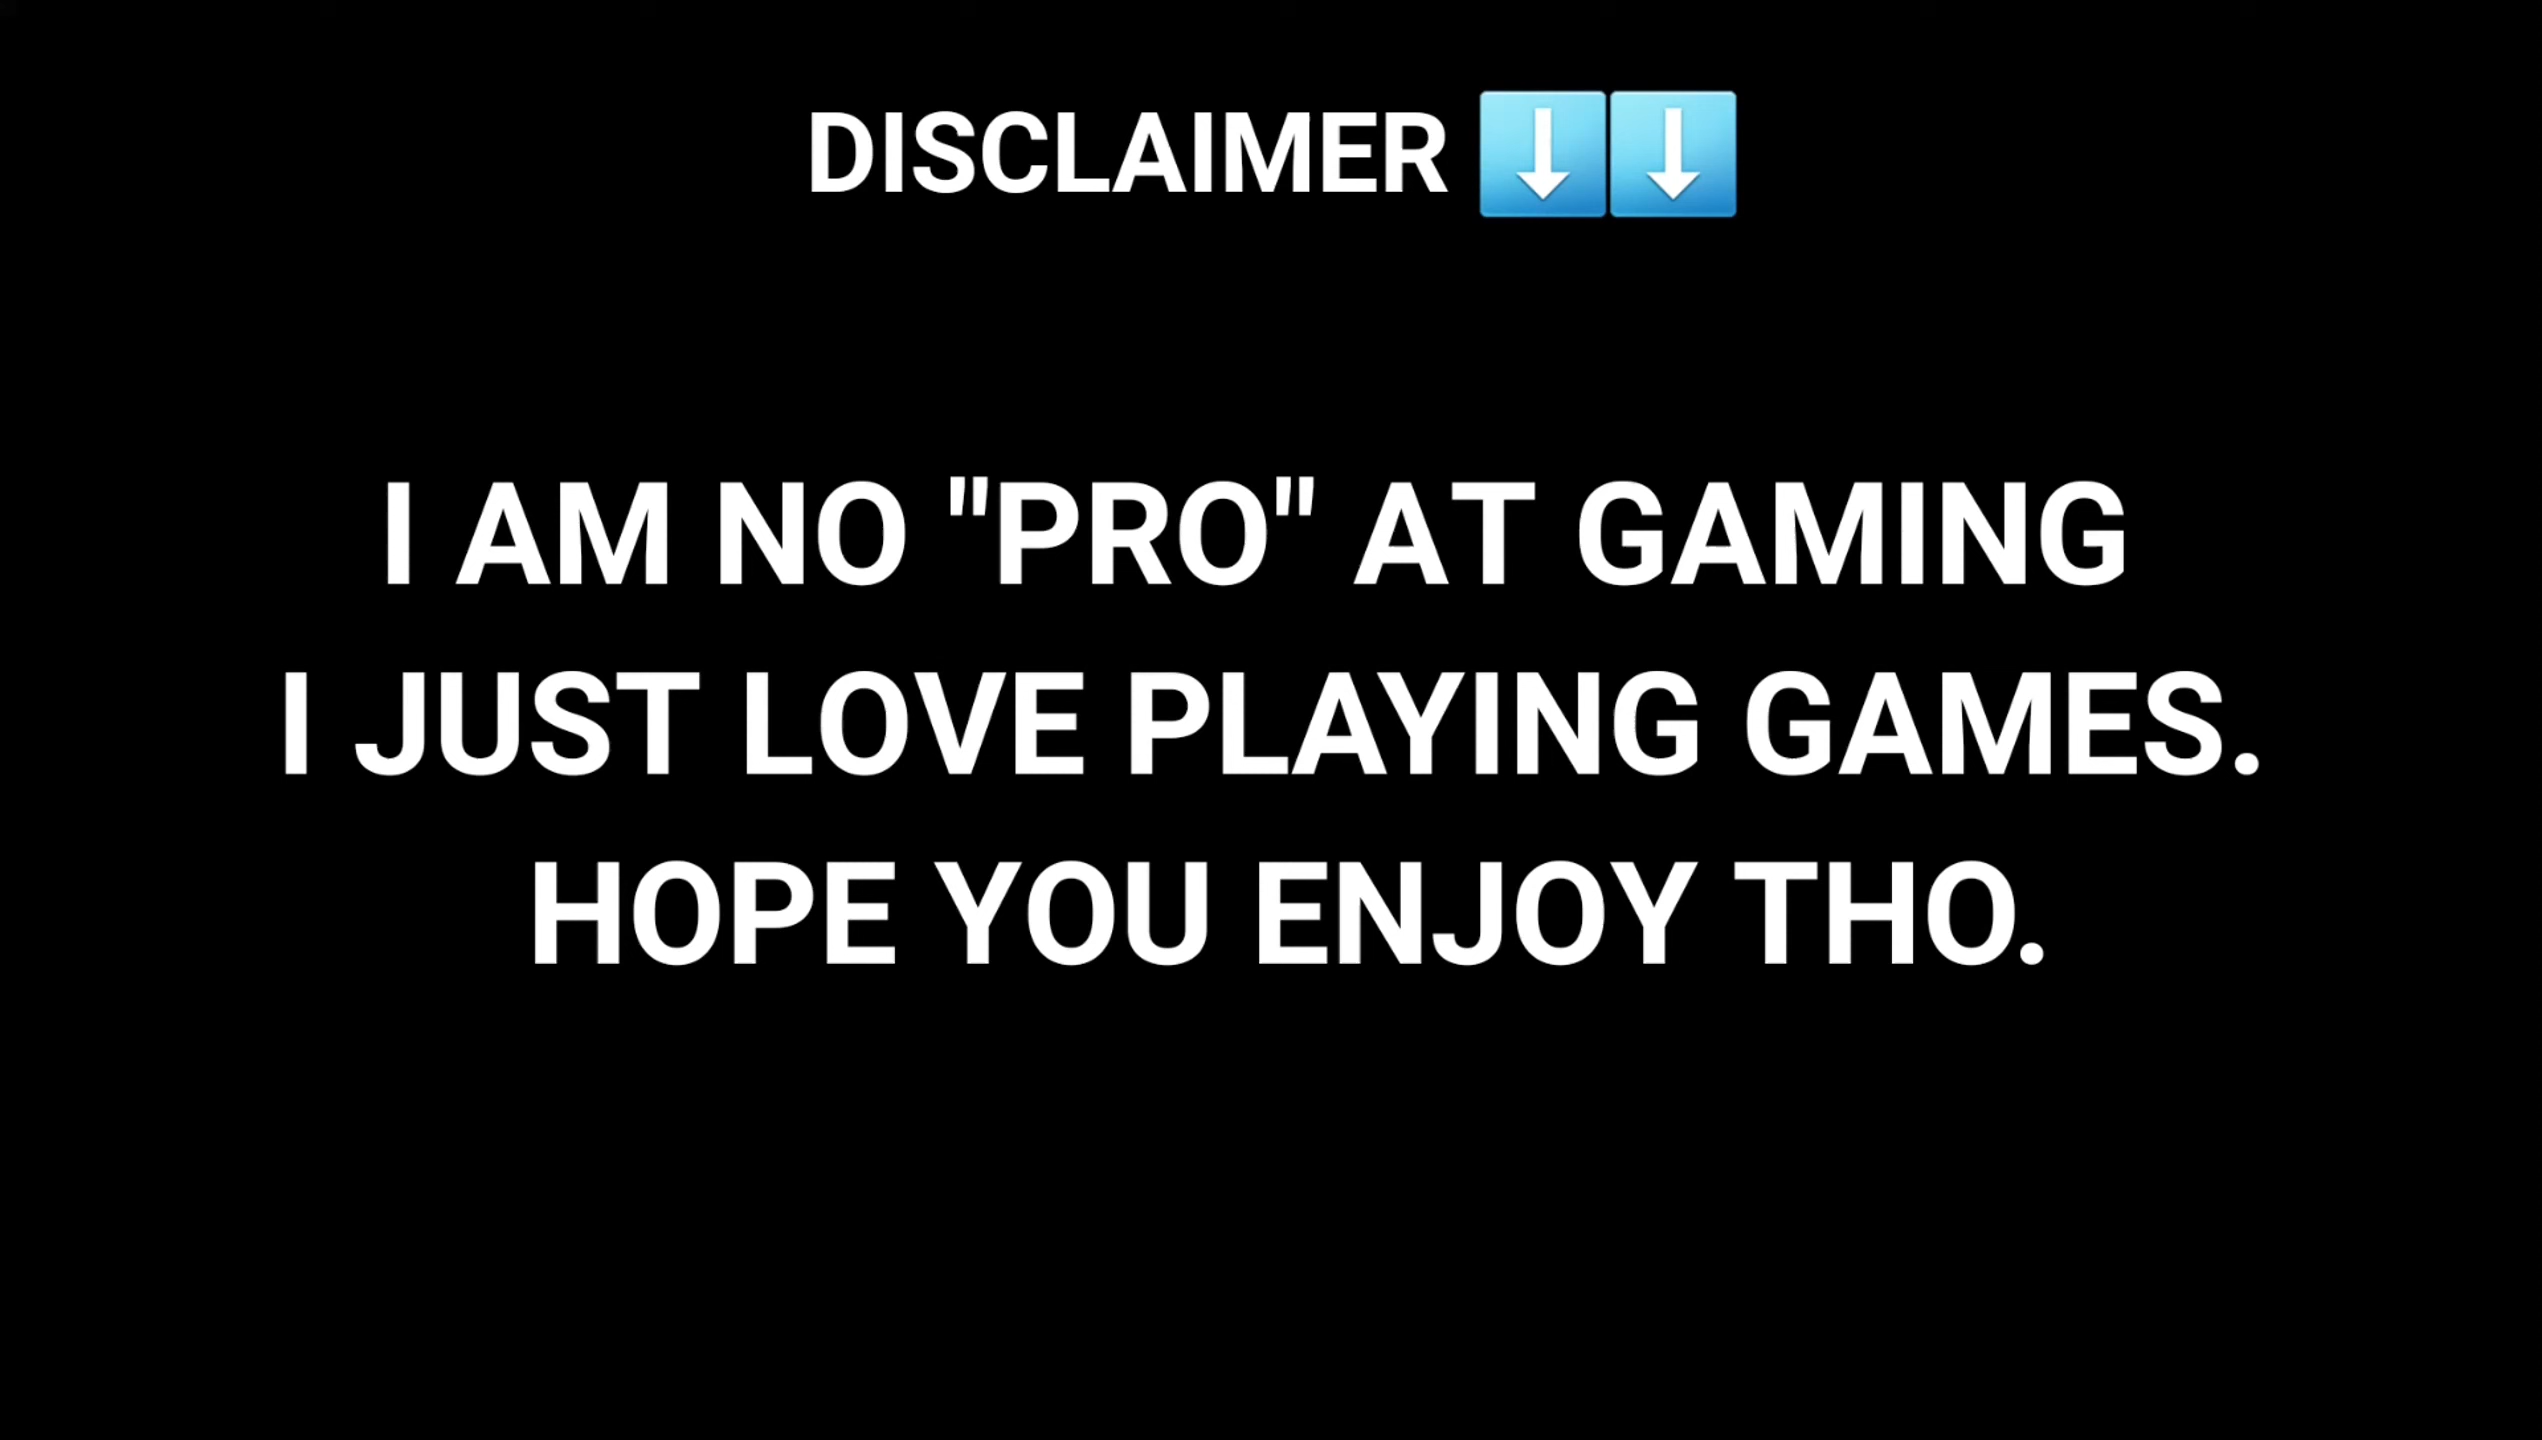 DISCLAIMER ⬇️⬇️
I AM NO "PRO" AT GAMING
I JUST LOVE PLAYING GAMES.
HOPE YOU ENJOY THO.